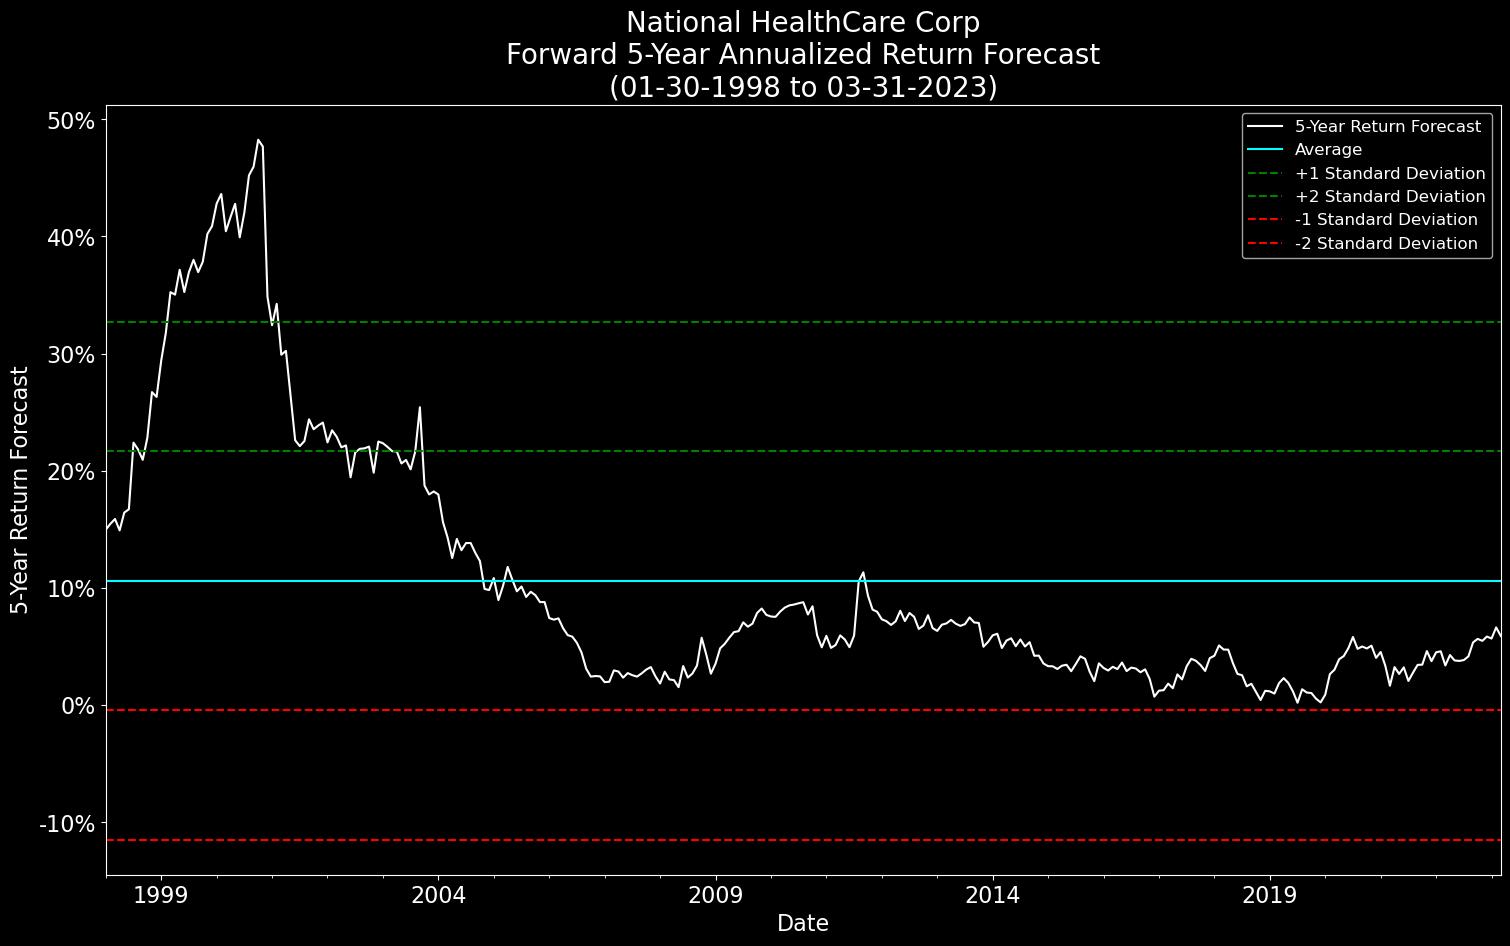 National HealthCare Corp
Forward 5-Year Annualized Return Forecast
(01-30-1998 to 03-31-2023)
5-Year Return Forecast
Average
+1 Standard Deviation
+2 Standard Deviation
-1 Standard Deviation
-2 Standard Deviation
5-Year Return Forecast
50%
40%
30%
20%
10%
0%
-10%
1999 2004 2009 2014 2019
Date